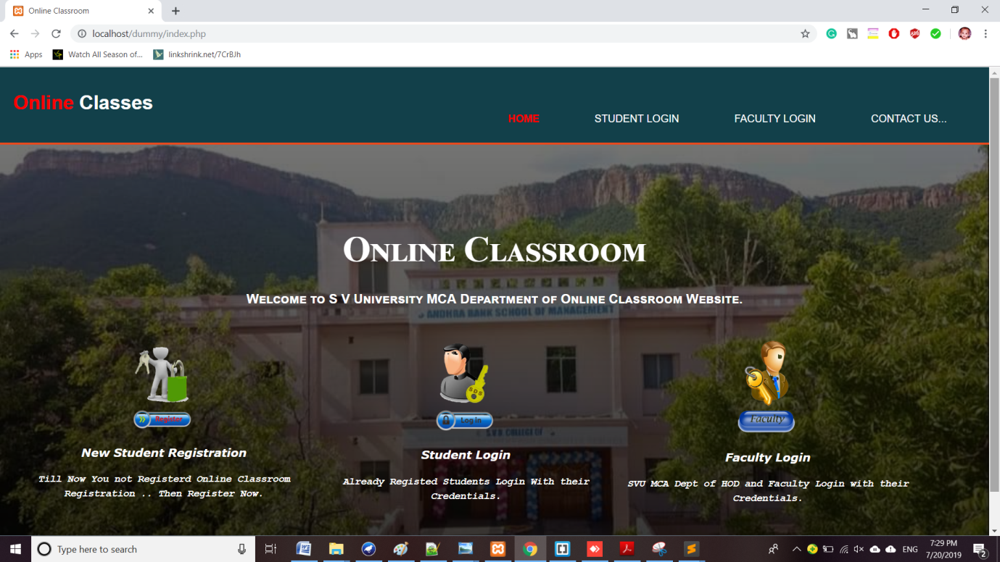 Online Classroom
localhost/dummy/index.php
Apps Watch All Season of... linkshrink.net/7CrBJh
Online Classes
HOME STUDENT LOGIN FACULTY LOGIN CONTACT US...
ONLINE CLASSROOM
WELCOME TO S V UNIVERSITY MCA DEPARTMENT OF ONLINE CLASSROOM WEBSITE.
ANDHRA BANK SCHOOL OF MANAGEMENT
SDS
Register
Log in
Faculty
S.V.U. COLLEGE OF
New Student Registration
Till Now You not Registerd Online Classroom
Registration .. Then Register Now.
Student Login
Already Registed Students Login With their
Credentials.
Faculty Login
SVU MCA Dept of HOD and Faculty Login with their
Credentials.
Type here to search
ENG
7:29 PM
7/20/2019
2